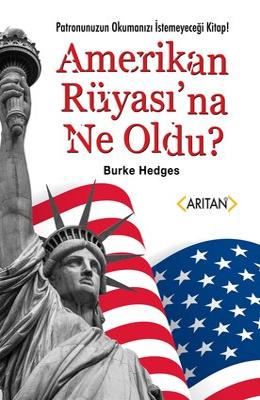 Patronunuzun Okumanızı İstemeyeceği Kitap!
Amerikan
Rüyası'na
Ne Oldu?
Burke Hedges
<ARITAN>